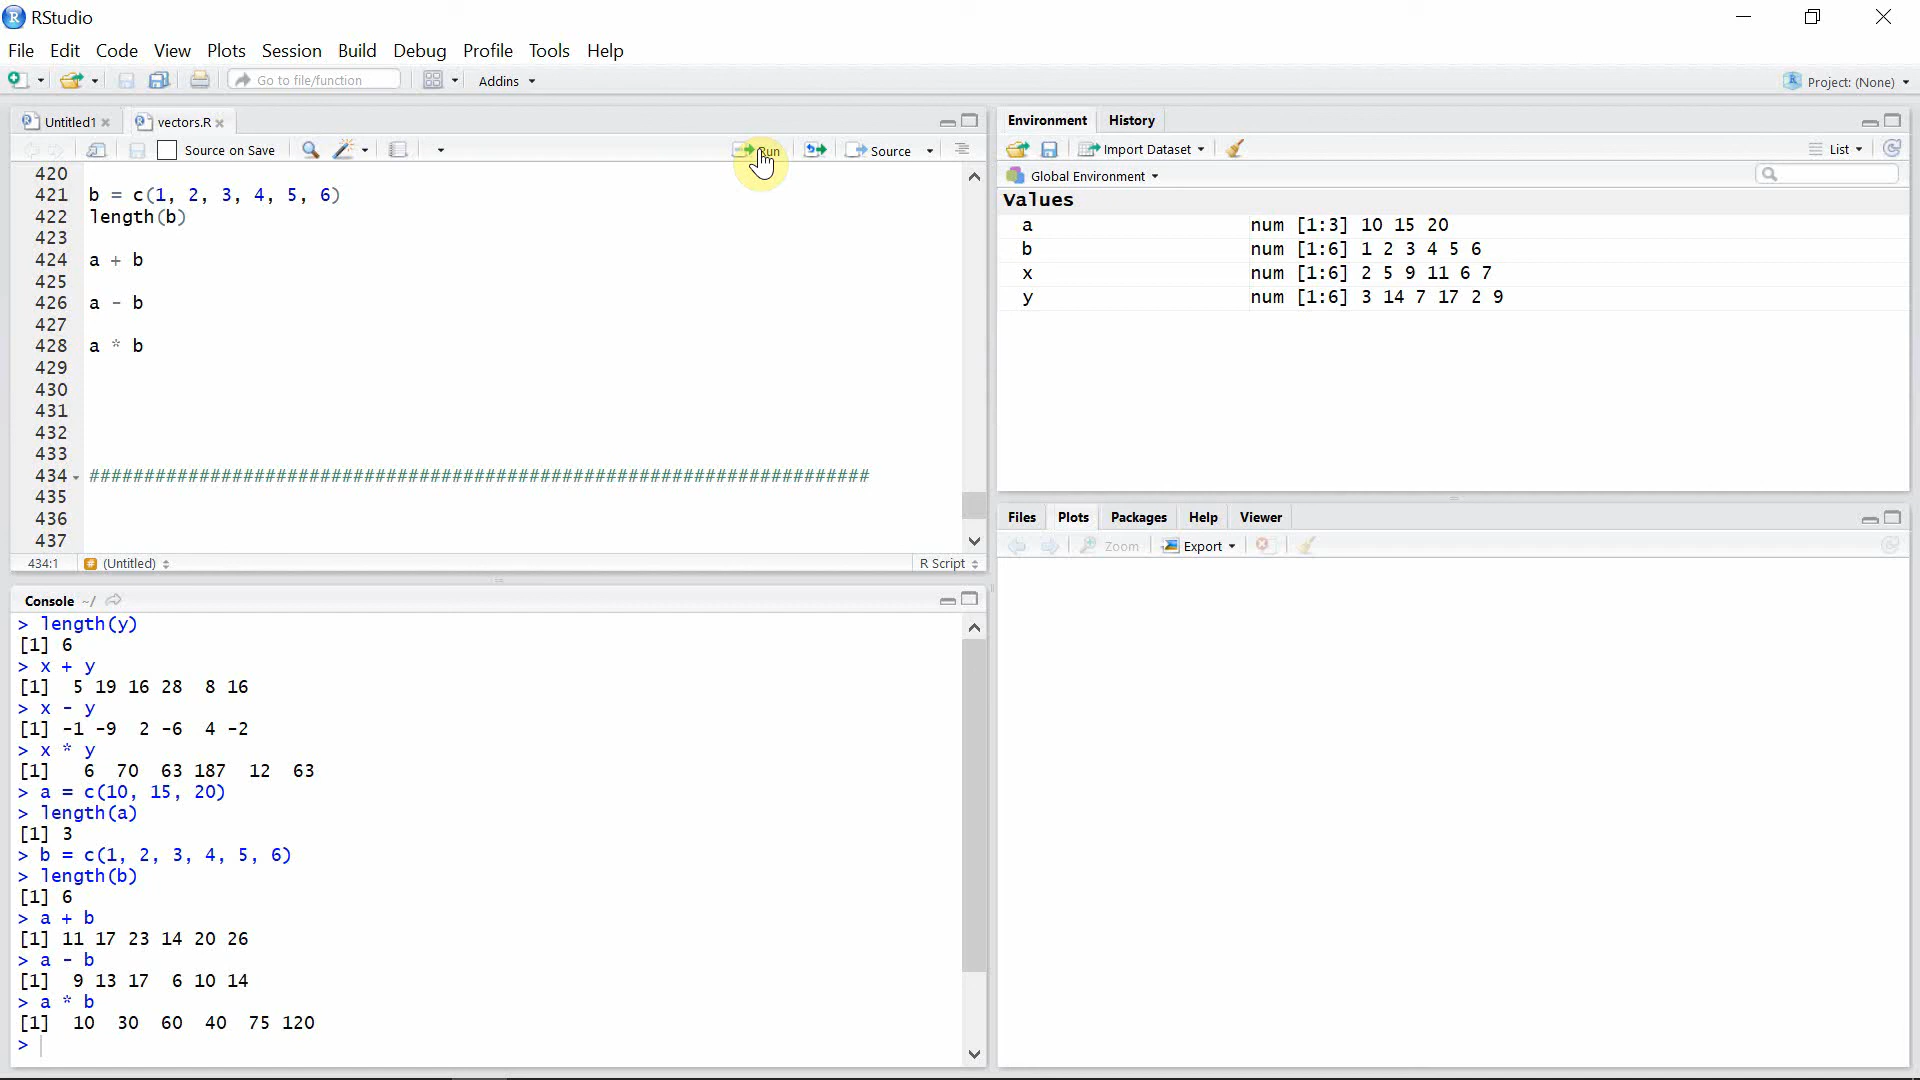 RStudio
File Edit Code View Plots Session Build Debug Profile Tools Help
Go to file/function Addins Project: (None)
Untitled1 vectors.R
Source on Save Run Source
420
421 b = c(1, 2, 3, 4, 5, 6)
422 length(b)
423
424 a + b
425
426 a - b
427
428 a * b
429
430
431
432
433
434 #######################################################################
435
436
437
434:1 (Untitled) R Script
Console ~/
> length(y)
[1] 6
> x + y
[1]  5 19 16 28  8 16
> x - y
[1] -1 -9  2 -6  4 -2
> x * y
[1]   6  70  63 187  12  63
> a = c(10, 15, 20)
> length(a)
[1] 3
> b = c(1, 2, 3, 4, 5, 6)
> length(b)
[1] 6
> a + b
[1] 11 17 23 14 20 26
> a - b
[1]  9 13 17  6 10 14
> a * b
[1]  10  30  60  40  75 120
>
Environment History
Import Dataset List
Global Environment
Values
a num [1:3] 10 15 20
b num [1:6] 1 2 3 4 5 6
x num [1:6] 2 5 9 11 6 7
y num [1:6] 3 14 7 17 2 9
Files Plots Packages Help Viewer
Zoom Export